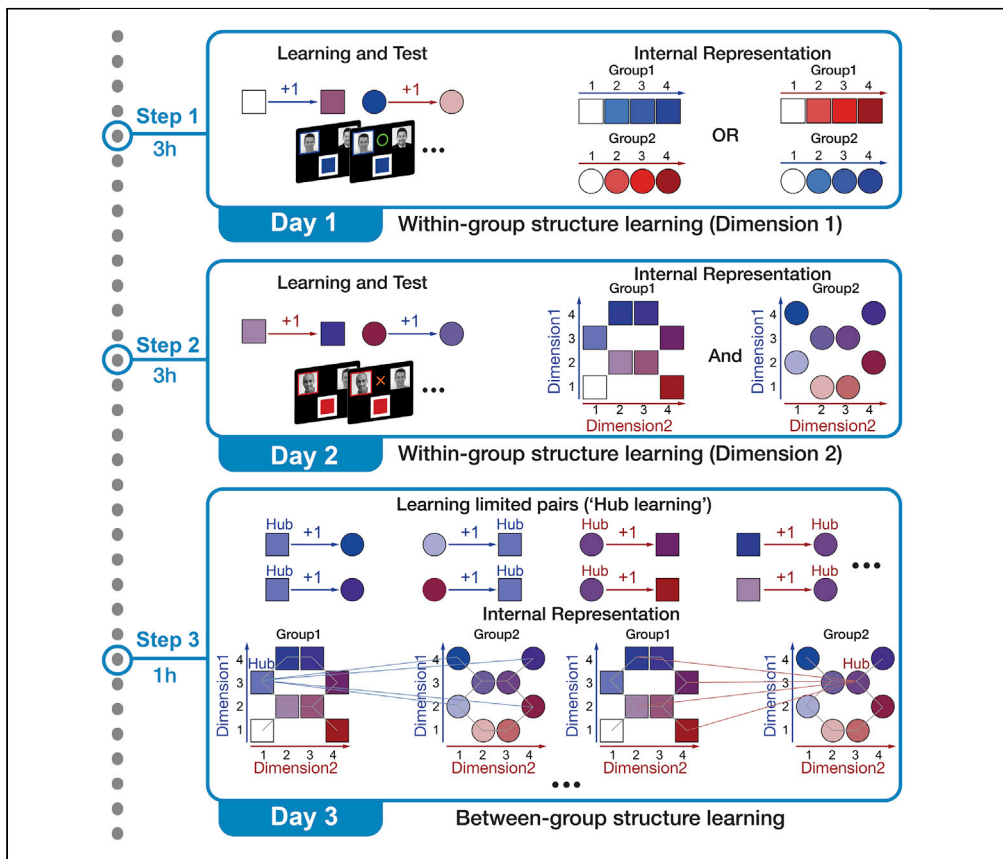 Learning and Test
Internal Representation
Group1
1 2 3 4
Group1
1 2 3 4
+1
+1
Step 1
3h
OR
Group2
1 2 3 4
Group2
1 2 3 4
Day 1
Within-group structure learning (Dimension 1)
Learning and Test
Internal Representation
Group1
Group2
+1
+1
Step 2
3h
Dimension1
4
3
2
1
1 2 3 4
Dimension2
And
Dimension1
4
3
2
1
1 2 3 4
Dimension2
Day 2
Within-group structure learning (Dimension 2)
Learning limited pairs (‘Hub learning’)
Hub +1
+1 Hub
Hub +1
+1 Hub
Hub +1
+1 Hub
Hub +1
+1 Hub
Internal Representation
Step 3
1h
Group1
Dimension1
4
3
2
1
Hub
1 2 3 4
Dimension2
Group2
Dimension1
4
3
2
1
1 2 3 4
Dimension2
Group1
Dimension1
4
3
2
1
1 2 3 4
Dimension2
Group2
Dimension1
4
3
2
1
Hub
1 2 3 4
Dimension2
Day 3
Between-group structure learning